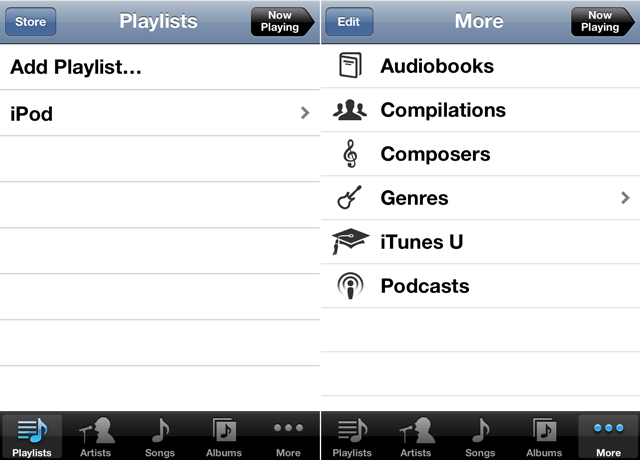 Store
Playlists
Now
Playing
Add Playlist...
iPod
Playlists
Artists
Songs
Albums
More
Edit
More
Now
Playing
Audiobooks
Compilations
Composers
Genres
iTunes U
Podcasts
Playlists
Artists
Songs
Albums
More